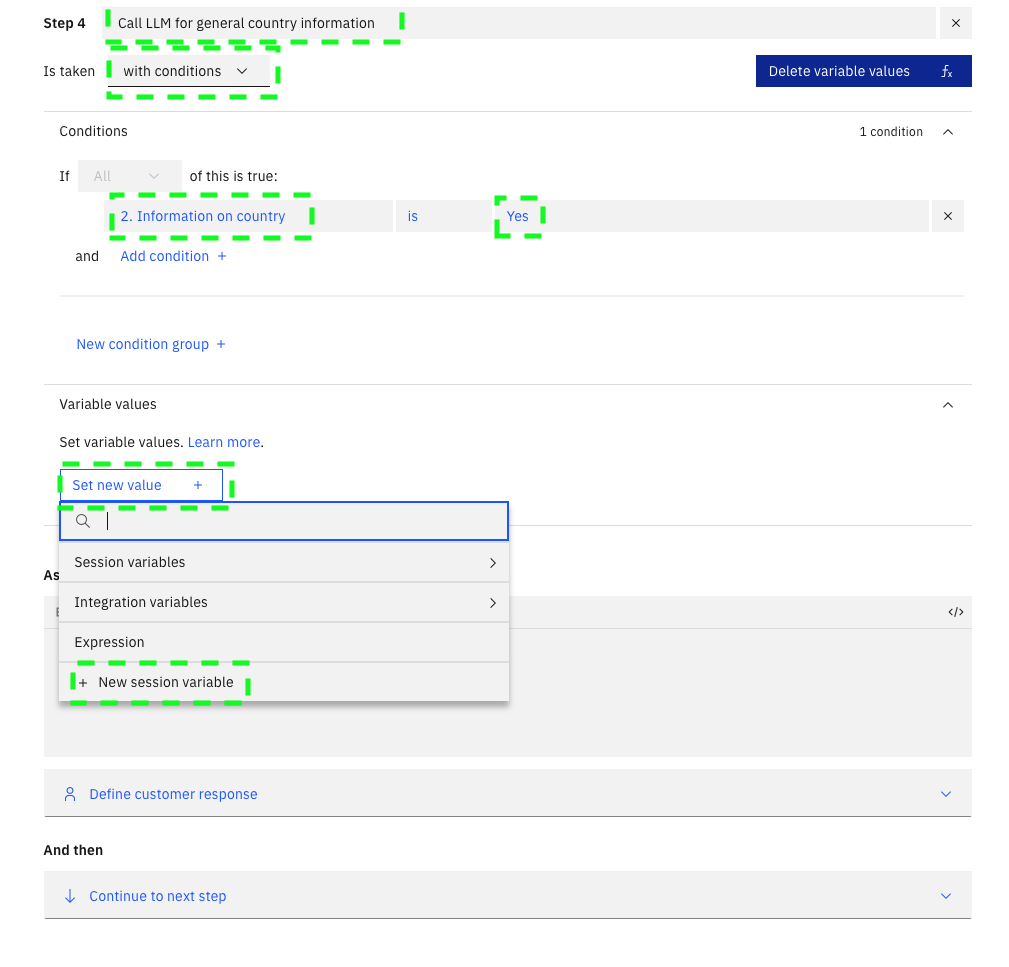 Step 4 Call LLM for general country information
Is taken with conditions Delete variable values fx
Conditions 1 condition
If All of this is true:
2. Information on country is Yes
and Add condition +
New condition group +
Variable values
Set variable values. Learn more.
Set new value +
Session variables
As
Integration variables
</>
Expression
+ New session variable
Define customer response
And then
Continue to next step